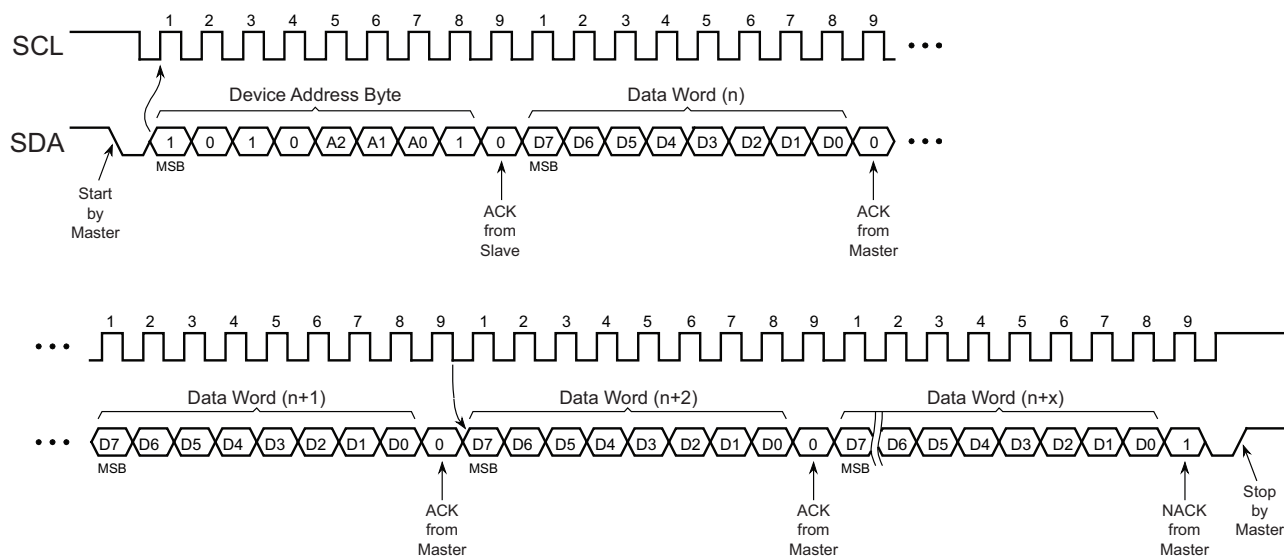 1 2 3 4 5 6 7 8 9 1 2 3 4 5 6 7 8 9
SCL
Device Address Byte Data Word (n)
SDA 1 0 1 0 A2 A1 A0 1 0 D7 D6 D5 D4 D3 D2 D1 D0 0
MSB MSB
Start
by
Master
ACK
from
Slave
ACK
from
Master
1 2 3 4 5 6 7 8 9 1 2 3 4 5 6 7 8 9 1 2 3 4 5 6 7 8 9
Data Word (n+1) Data Word (n+2) Data Word (n+x)
D7 D6 D5 D4 D3 D2 D1 D0 0 D7 D6 D5 D4 D3 D2 D1 D0 0 D7 D6 D5 D4 D3 D2 D1 D0 1
MSB MSB MSB
ACK
from
Master
ACK
from
Master
NACK
from
Master
Stop
by
Master